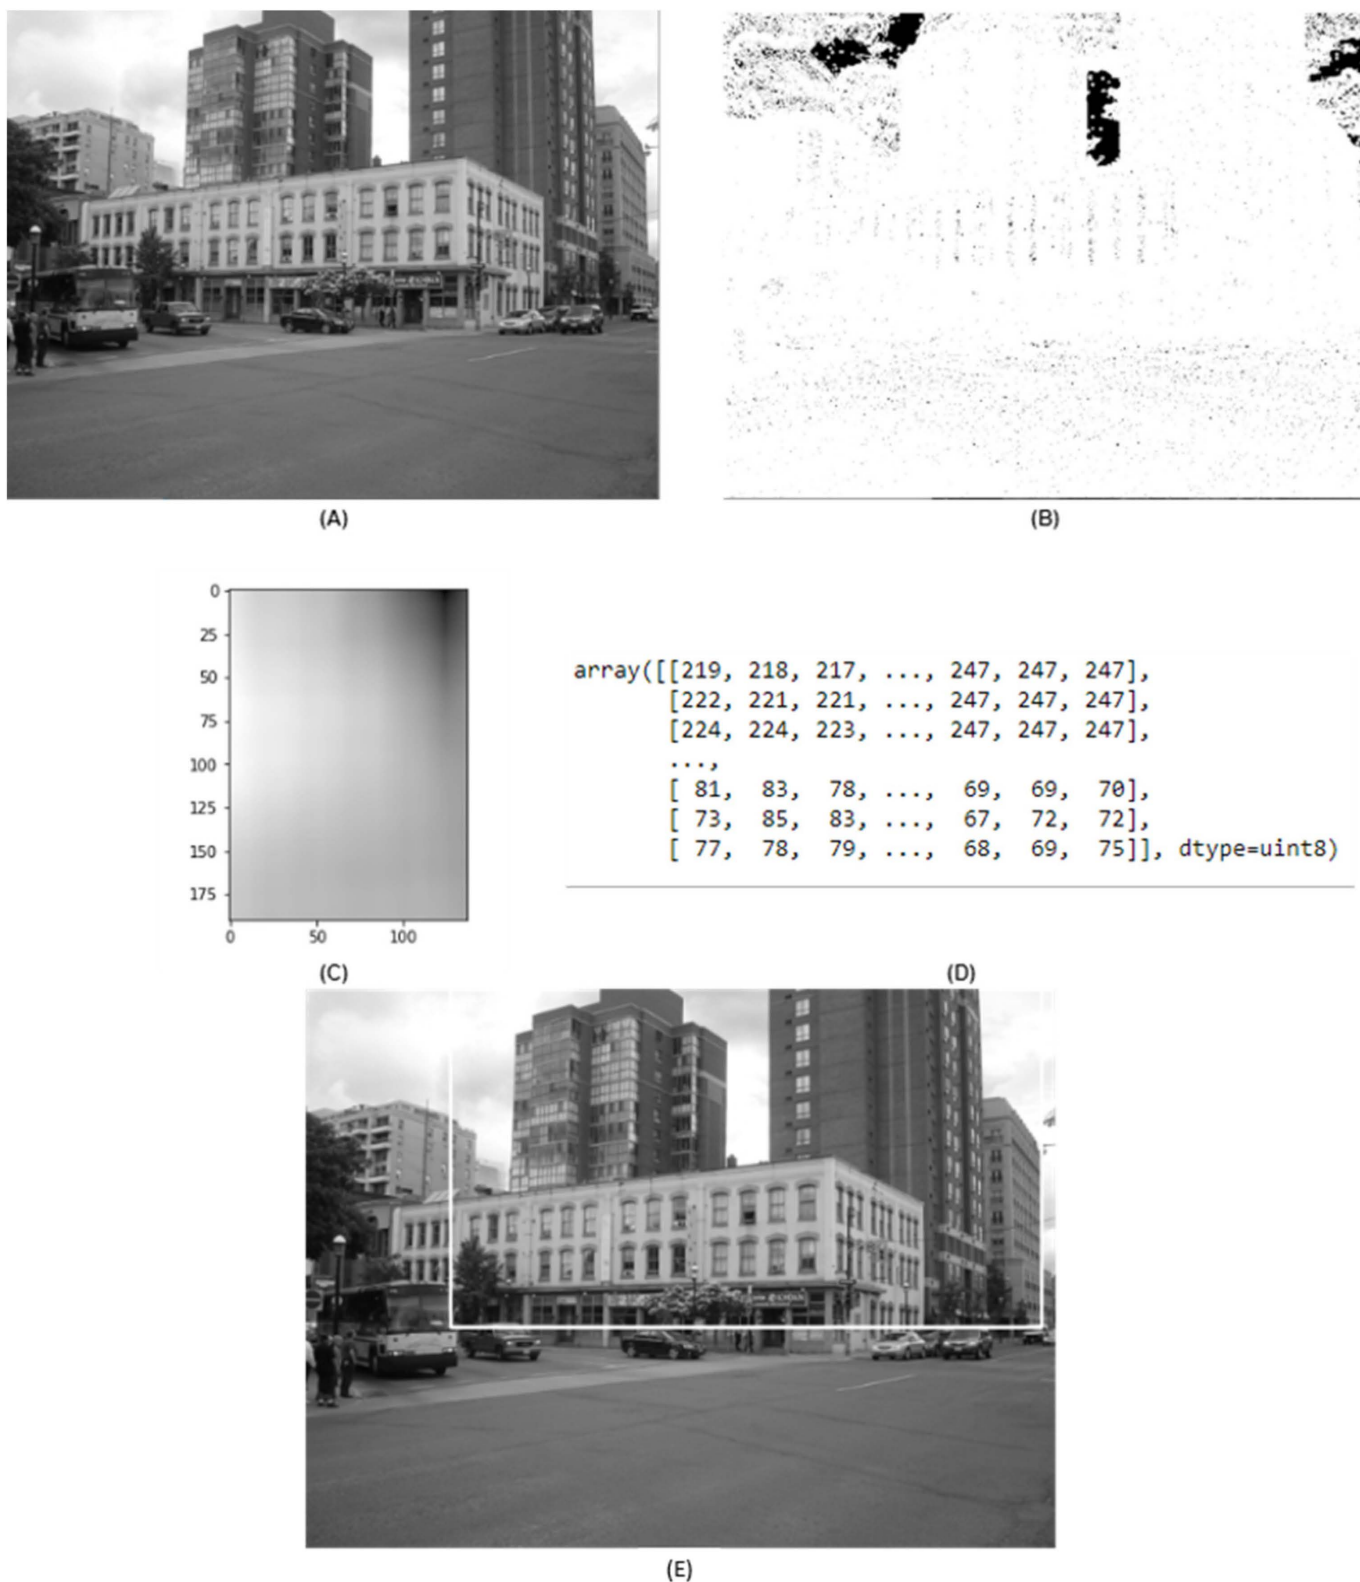 (A)
(B)
0
25
50
75
100
125
150
175
0 50 100
(C)
array([[219, 218, 217, ..., 247, 247, 247],
[222, 221, 221, ..., 247, 247, 247],
[224, 224, 223, ..., 247, 247, 247],
...,
[ 81, 83, 78, ..., 69, 69, 70],
[ 73, 85, 83, ..., 67, 72, 72],
[ 77, 78, 79, ..., 68, 69, 75]], dtype=uint8)
(D)
(E)